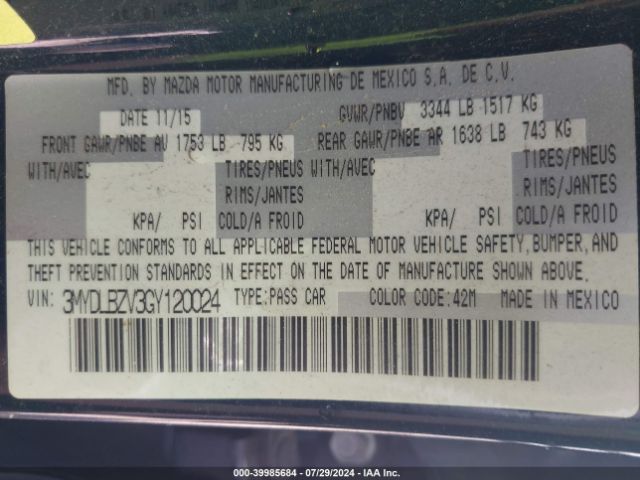 MFD. BY MAZDA MOTOR MANUFACTURING DE MEXICO S.A. DE C.V.
DATE 11/15 GVWR/PNBV 3344 LB 1517 KG
FRONT GAWR/PNBE AV 1753 LB 795 KG REAR GAWR/PNBE AR 1638 LB 743 KG
WITH/AVEC TIRES/PNEUS WITH/AVEC TIRES/PNEUS
RIMS/JANTES RIMS/JANTES
KPA/ PSI COLD/A FROID KPA/ PSI COLD/A FROID
THIS VEHICLE CONFORMS TO ALL APPLICABLE FEDERAL MOTOR VEHICLE SAFETY,BUMPER,AND
THEFT PREVENTION STANDARDS IN EFFECT ON THE DATE OF MANUFACTURE SHOWN ABOVE.
VIN: 3MYDLBZV3GY120024 TYPE:PASS CAR COLOR CODE:42M MADE IN MEXICO
000-39985684 / 07/29/2024 - IAA Inc.